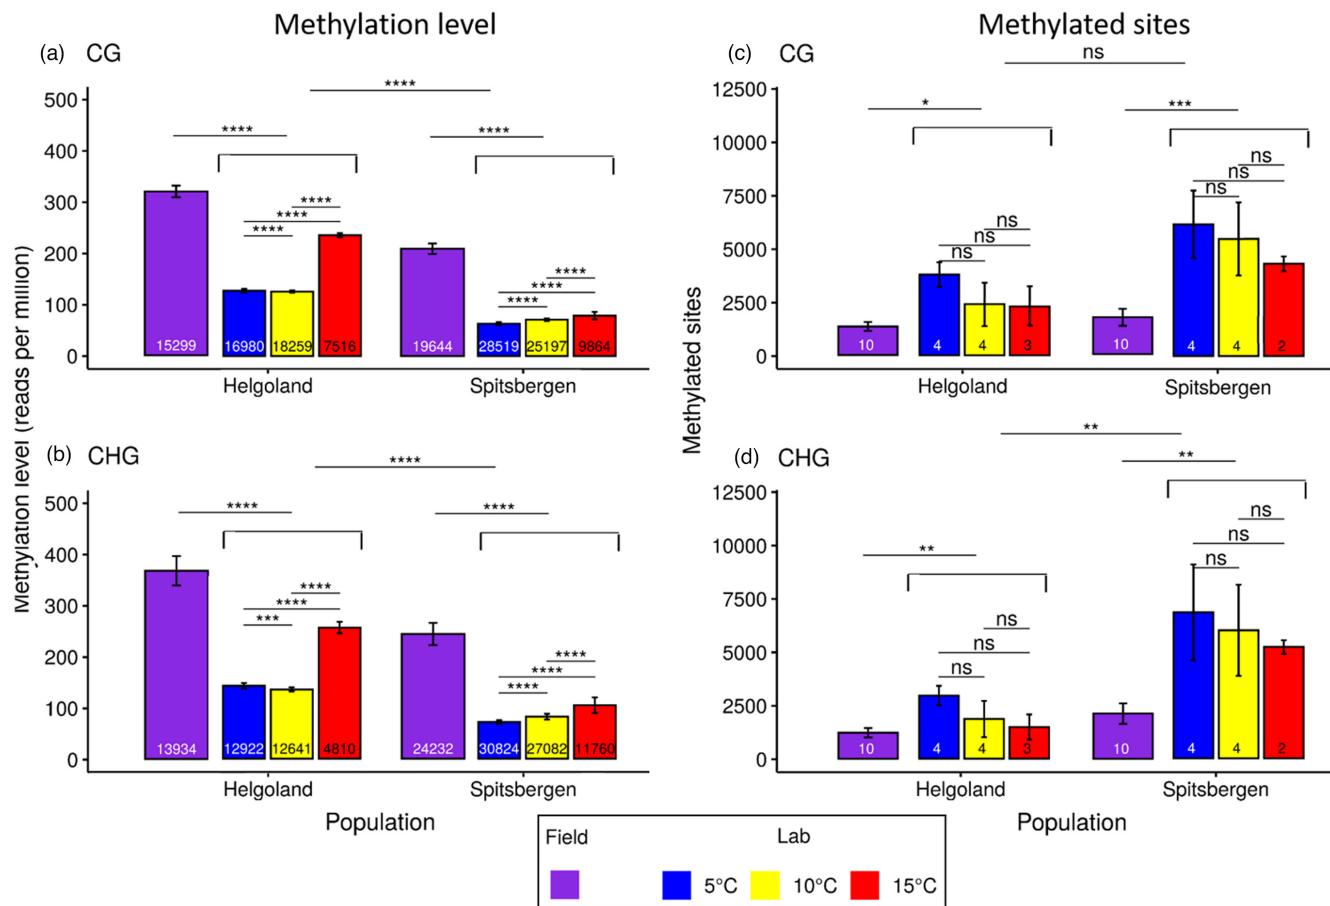 Methylation level
Methylated sites
(a) CG
Methylation level (reads per million)
500
400
300
200
100
0
****
****
****
****
****
****
****
****
****
15299
16980
18259
7516
19644
28519
25197
9864
Helgoland
Spitsbergen
(b) CHG
500
400
300
200
100
0
****
****
****
****
****
***
****
****
****
13934
12922
12641
4810
24232
30824
27082
11760
Helgoland
Spitsbergen
Population
(c) CG
Methylated sites
12500
10000
7500
5000
2500
0
ns
*
***
ns
ns
ns
ns
ns
ns
10
4
4
3
10
4
4
2
Helgoland
Spitsbergen
(d) CHG
12500
10000
7500
5000
2500
0
**
**
**
ns
ns
ns
ns
ns
ns
10
4
4
3
10
4
4
2
Helgoland
Spitsbergen
Population
Field
Lab
5°C
10°C
15°C